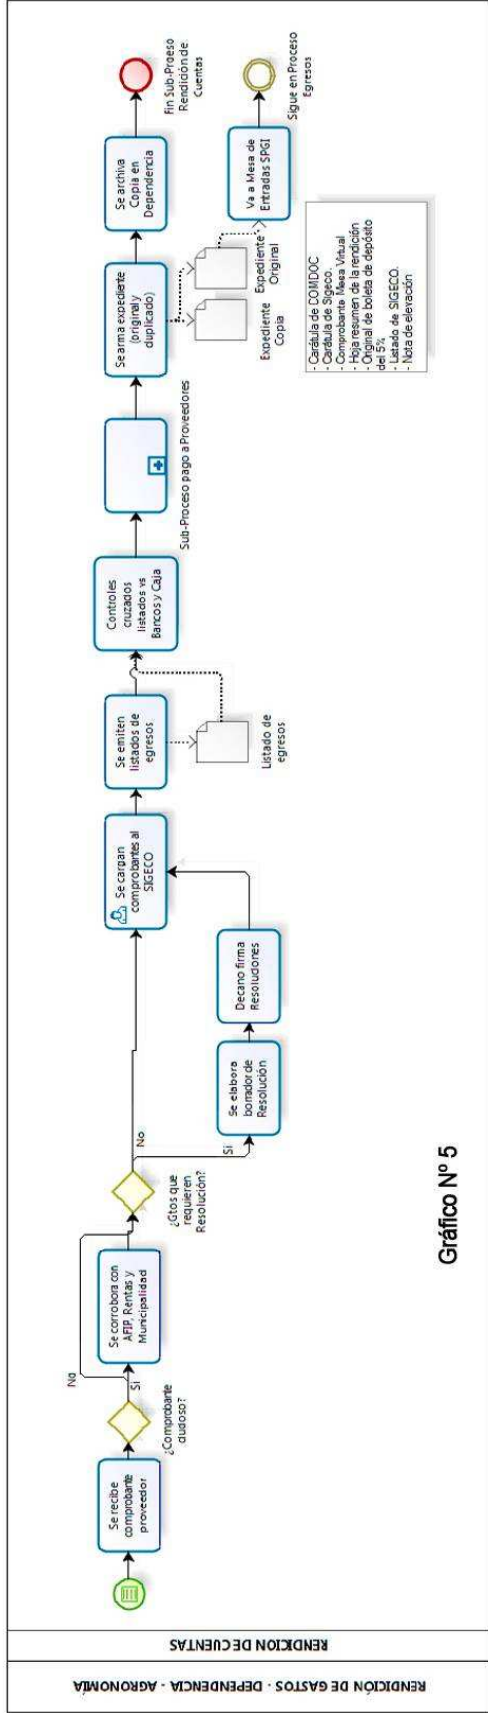 RENDICIÓN DE GASTOS - DEPENDENCIA - AGRONOMÍA
RENDICION DE CUENTAS
Se recibe
comprobante
proveedor
¿Comprobante
dudoso?
No
Si
Se corrobora con
AFIP, Rentas y
Municipalidad
¿Gtos que
requieren
Resolución?
No
Si
Se elabora
borrador de
Resolución
Decano firma
Resoluciones
Se cargan
comprobantes al
SIGECO
Se emiten
listados de
egresos
Listado de
egresos
Controles
cruzados
listados vs
Bancos y Caja
Sub-Proceso pago a Proveedores
Se arma expediente
(original y
duplicado)
Expediente
Copia
Expediente
Original
Se archiva
Copia en
Dependencia
Fin Sub-Proeso
Rendición de
Cuentas
Va a Mesa de
Entradas SPGI
Sigue en Proceso
Egresos
- Carátula de COMDOC
- Carátula de Sigeco.
- Comprobante Mesa Virtual
- Hoja resumen de la rendición
- Original de boleta de depósito
del 5%
- Listado de SIGECO.
- Nota de elevación
Gráfico Nº 5